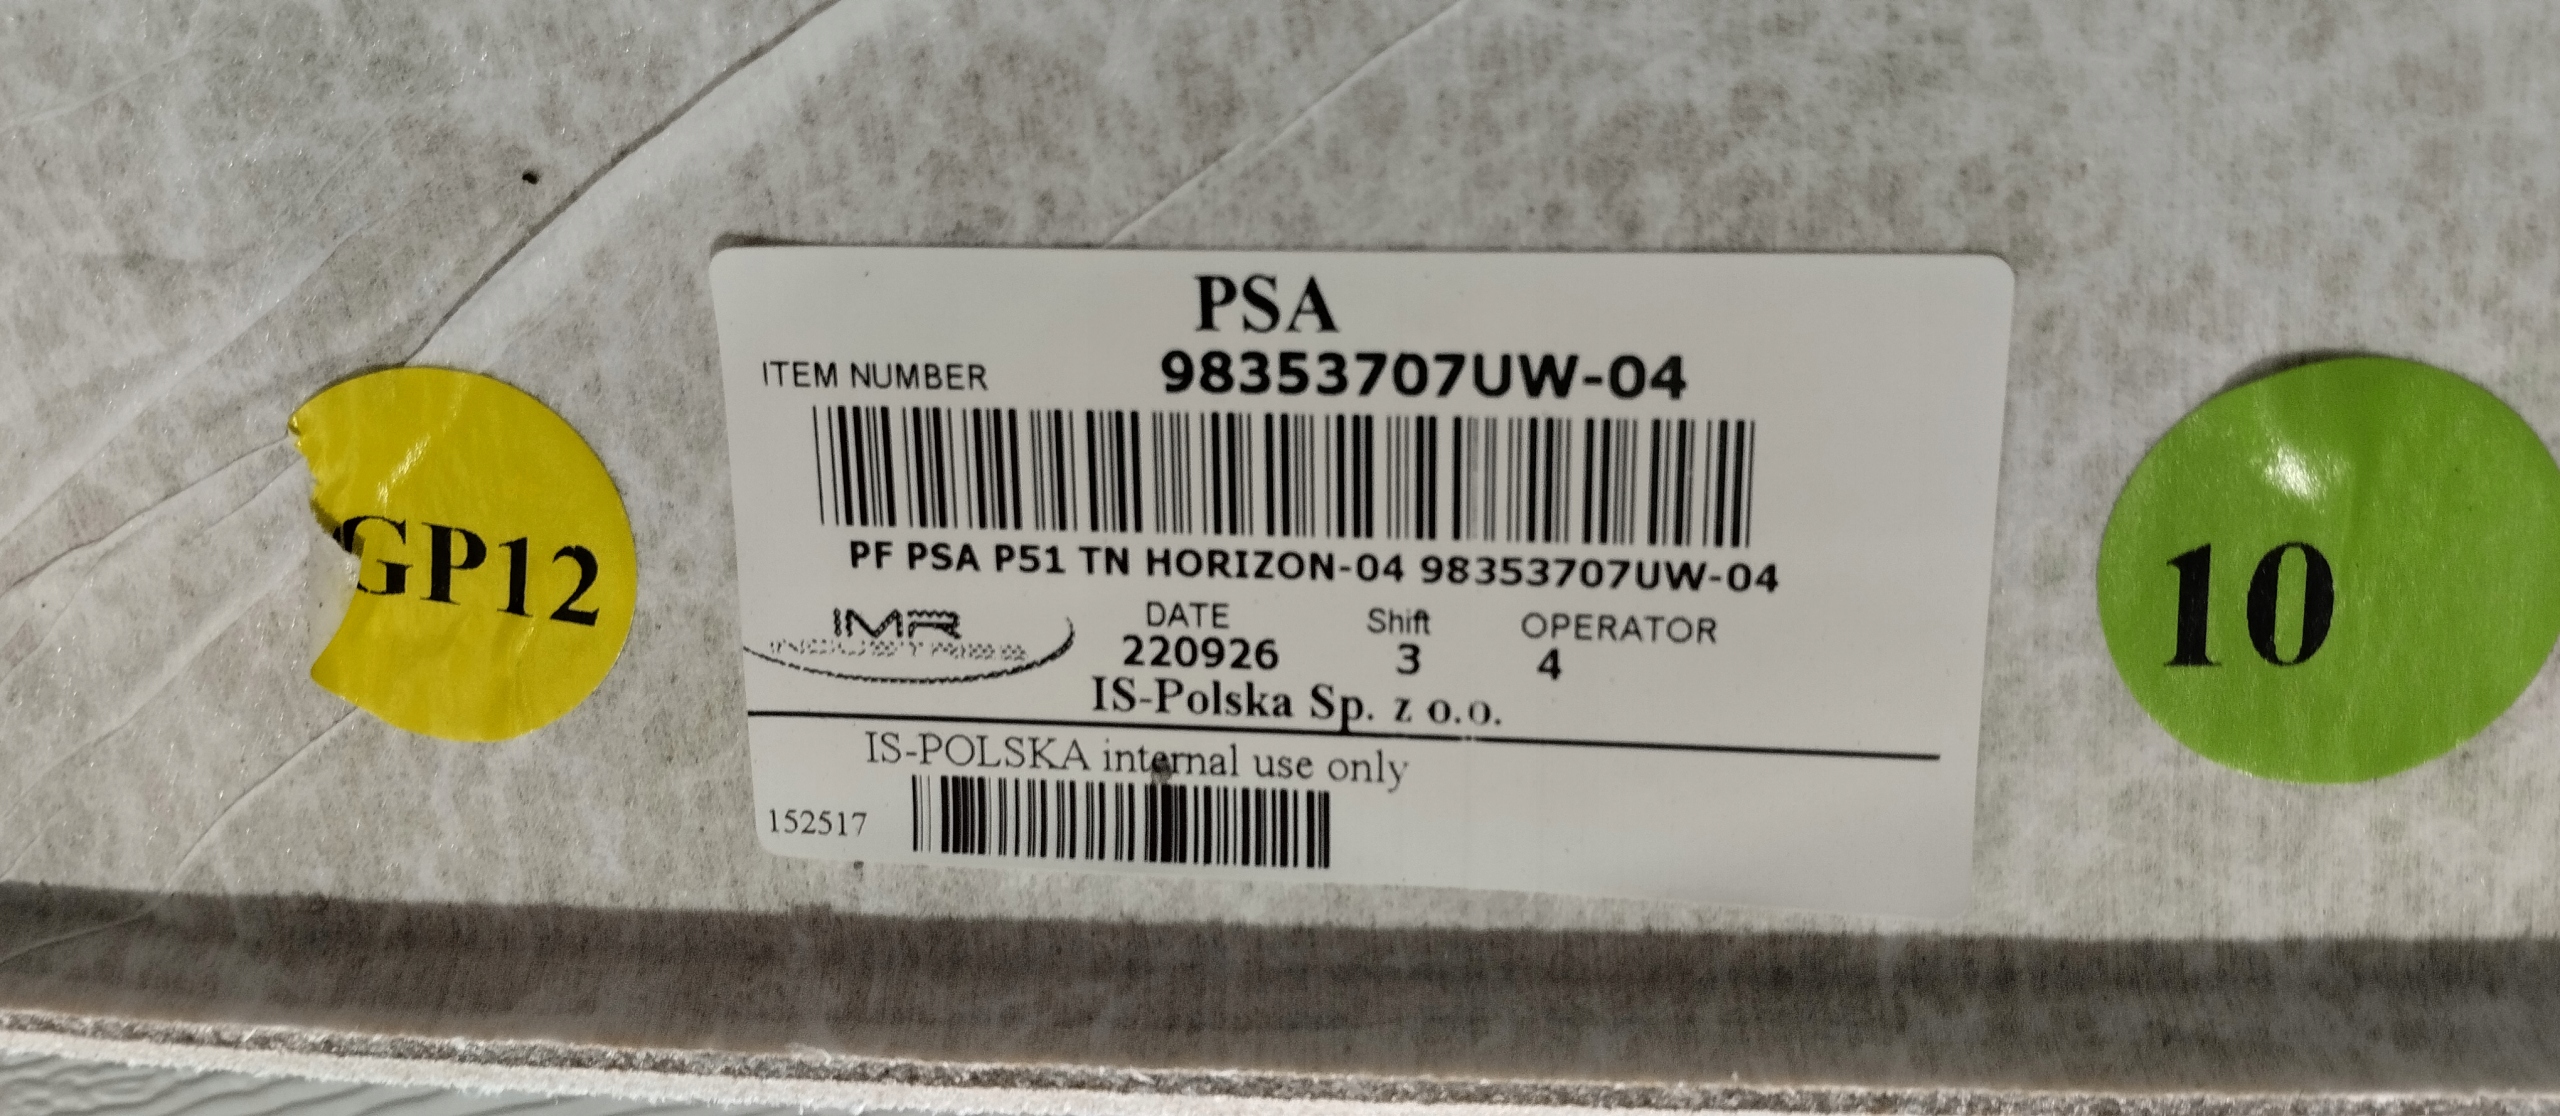 PSA
ITEM NUMBER 98353707UW-04
PF PSA P51 TN HORIZON-04 98353707UW-04
IMR
INDUSTRIES
DATE Shift OPERATOR
220926 3 4
IS-Polska Sp. z o.o.
IS-POLSKA internal use only
152517
GP12
10